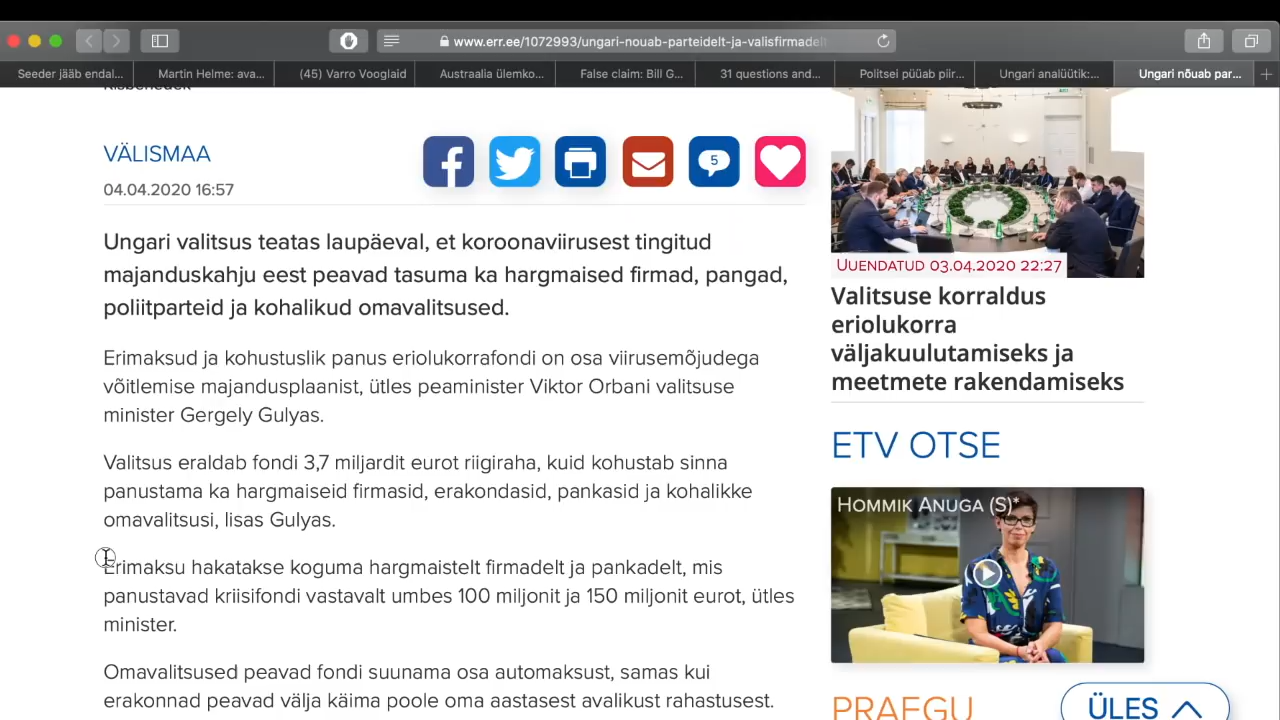 www.err.ee/1072993/ungari-nouab-parteidelt-ja-valisfirmadelt
Seeder jääb endal...
Martin Helme: ava...
(45) Varro Vooglaid
Austraalia ülemko...
False claim: Bill G...
31 questions and...
Politsei püüab piir...
Ungari analüütik:...
Ungari nõuab par...
Kisbenedek
VÄLISMAA
5
04.04.2020 16:57
Ungari valitsus teatas laupäeval, et koroonaviirusest tingitud
majanduskahju eest peavad tasuma ka hargmaised firmad, pangad,
poliitparteid ja kohalikud omavalitsused.
Erimaksud ja kohustuslik panus eriolukorrafondi on osa viirusemõjudega
võitlemise majandusplaanist, ütles peaminister Viktor Orbani valitsuse
minister Gergely Gulyas.
Valitsus eraldab fondi 3,7 miljardit eurot riigiraha, kuid kohustab sinna
panustama ka hargmaiseid firmasid, erakondasid, pankasid ja kohalikke
omavalitsusi, lisas Gulyas.
Erimaksu hakatakse koguma hargmaistelt firmadelt ja pankadelt, mis
panustavad kriisifondi vastavalt umbes 100 miljonit ja 150 miljonit eurot, ütles
minister.
Omavalitsused peavad fondi suunama osa automaksust, samas kui
erakonnad peavad välja käima poole oma aastasest avalikust rahastusest.
UUENDATUD 03.04.2020 22:27
Valitsuse korraldus
eriolukorra
väljakuulutamiseks ja
meetmete rakendamiseks
ETV OTSE
HOMMIK ANUGA (S)*
PRAEGU
ÜLES